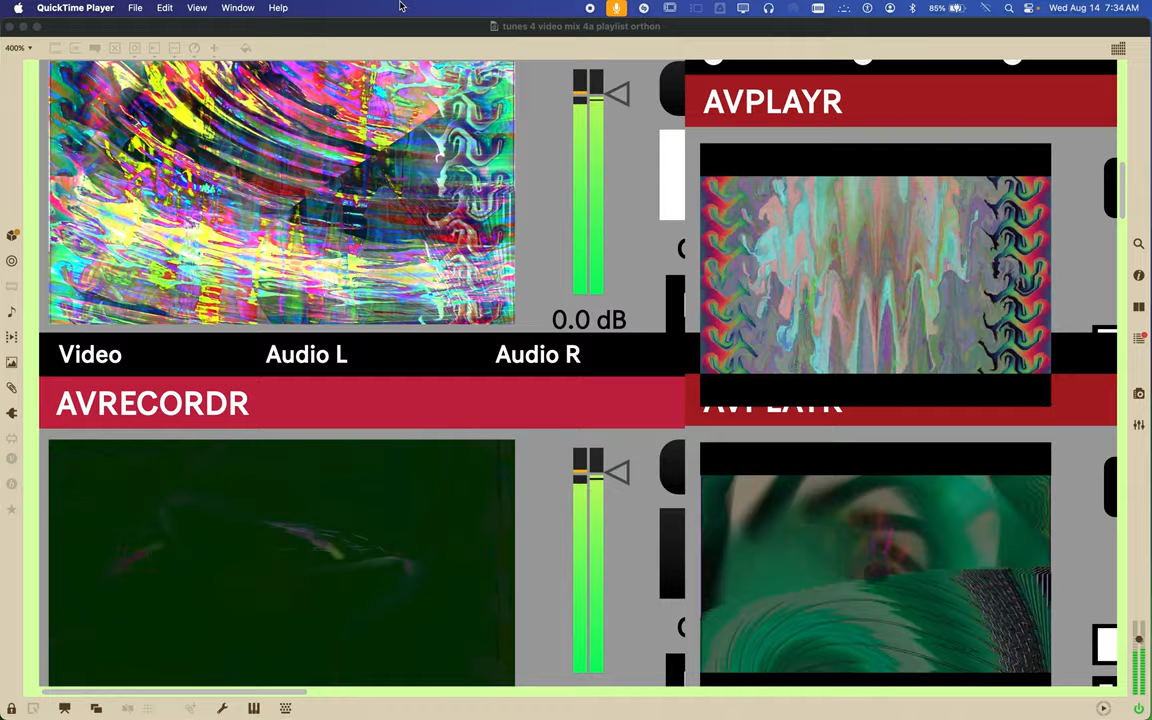 QuickTime Player File Edit View Window Help
85% Wed Aug 14 7:34 AM
tunes 4 video mix 4a playlist orthon
400%
AVPLAYR
0.0 dB
Video Audio L Audio R
AVRECORDR
AVPLAYR